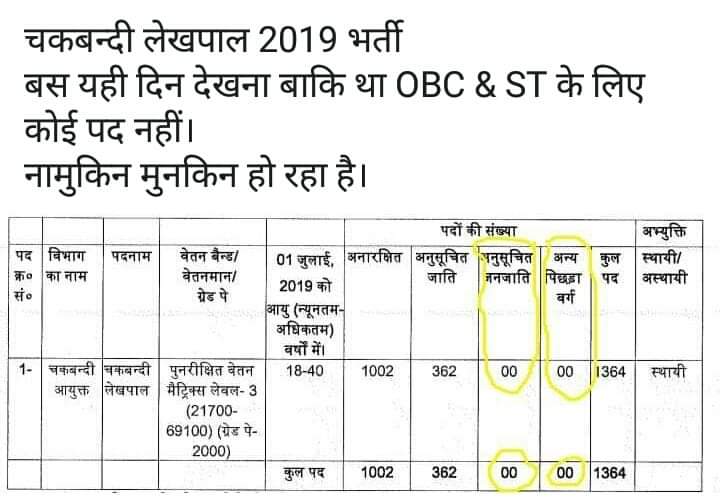 चकबन्दी लेखपाल 2019 भर्ती
बस यही दिन देखना बाकि था OBC & ST के लिए
कोई पद नहीं।
नामुकिन मुनकिन हो रहा है।
पदों की संख्या अभ्युक्ति
पद विभाग पदनाम वेतन बैन्ड/ 01 जुलाई, अनारक्षित अनुसूचित अनुसूचित अन्य कुल स्थायी/
क्र० का नाम वेतनमान/ 2019 को जाति जनजाति पिछड़ा पद अस्थायी
सं० ग्रेड पे आयु (न्यूनतम- वर्ग
अधिकतम)
वर्षों में।
1- चकबन्दी चकबन्दी पुनरीक्षित वेतन 18-40 1002 362 00 00 1364 स्थायी
आयुक्त लेखपाल मैट्रिक्स लेवल- 3
(21700-
69100) (ग्रेड पे-
2000)
कुल पद 1002 362 00 00 1364